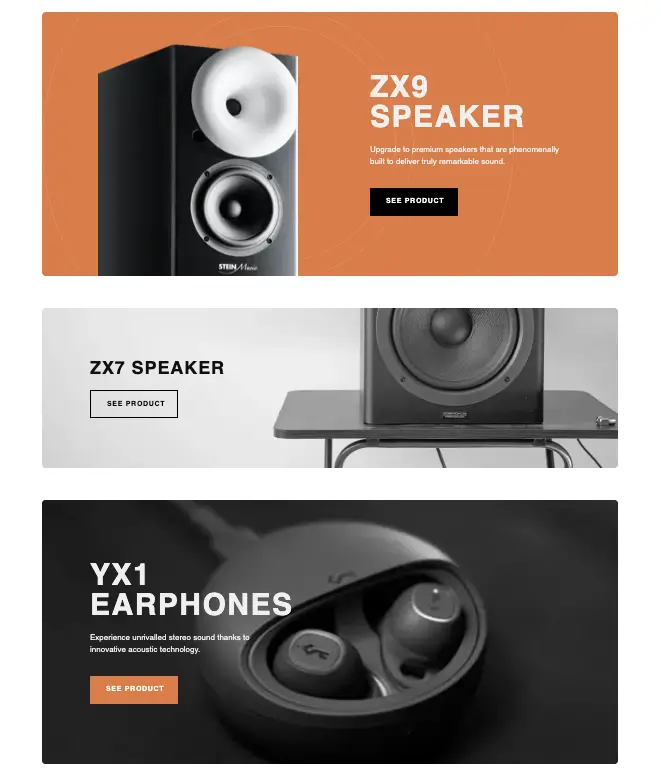 ZX9
SPEAKER
Upgrade to premium speakers that are phenomenally
built to deliver truly remarkable sound.
SEE PRODUCT
STEIN Music
ZX7 SPEAKER
SEE PRODUCT
YX1
EARPHONES
Experience unrivalled stereo sound thanks to
innovative acoustic technology.
SEE PRODUCT